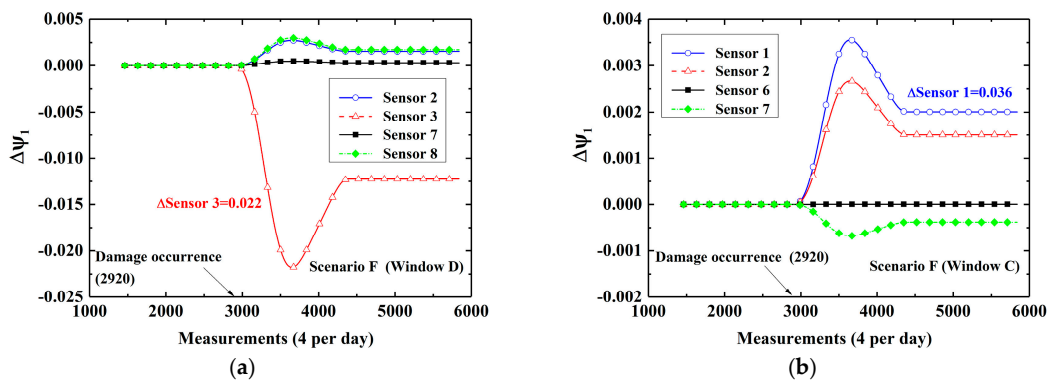 0.005
0.000
-0.005
-0.010
-0.015
-0.020
-0.025
Δψ1
Sensor 2
Sensor 3
Sensor 7
Sensor 8
ΔSensor 3=0.022
Damage occurrence
(2920)
Scenario F (Window D)
1000 2000 3000 4000 5000 6000
Measurements (4 per day)
(a)
0.004
0.003
0.002
0.001
0.000
-0.001
-0.002
Δψ1
Sensor 1
Sensor 2
Sensor 6
Sensor 7
ΔSensor 1=0.036
Damage occurrence (2920)
Scenario F (Window C)
1000 2000 3000 4000 5000 6000
Measurements (4 per day)
(b)